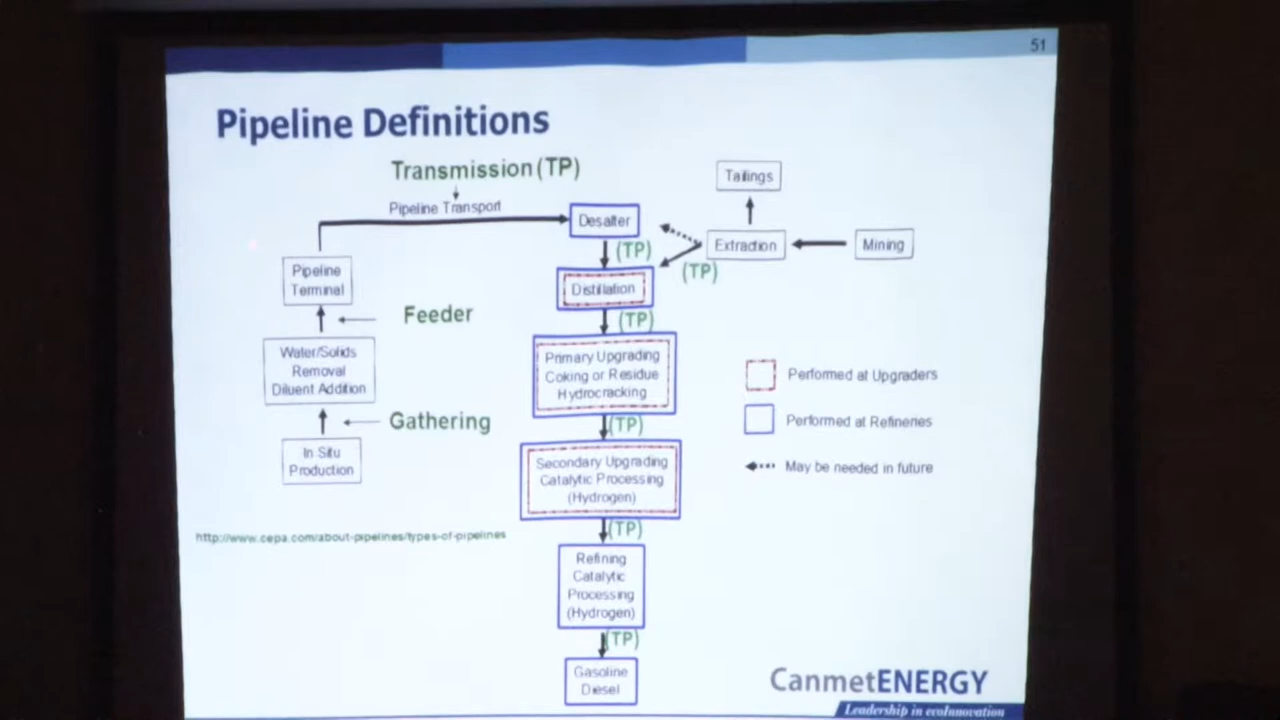 51
Pipeline Definitions
Transmission (TP)
Pipeline Transport
Desalter
Tailings
Extraction
Mining
(TP)
(TP)
Pipeline
Terminal
Distillation
(TP)
Feeder
Water/Solids
Removal
Diluent Addition
Primary Upgrading
Coking or Residue
Hydrocracking
Performed at Upgraders
Gathering
(TP)
Performed at Refineries
In Situ
Production
Secondary Upgrading
Catalytic Processing
(Hydrogen)
May be needed in future
(TP)
http://www.cepa.com/about-pipelines/types-of-pipelines
Refining
Catalytic
Processing
(Hydrogen)
(TP)
Gasoline
Diesel
CanmetENERGY
Leadership in ecoInnovation